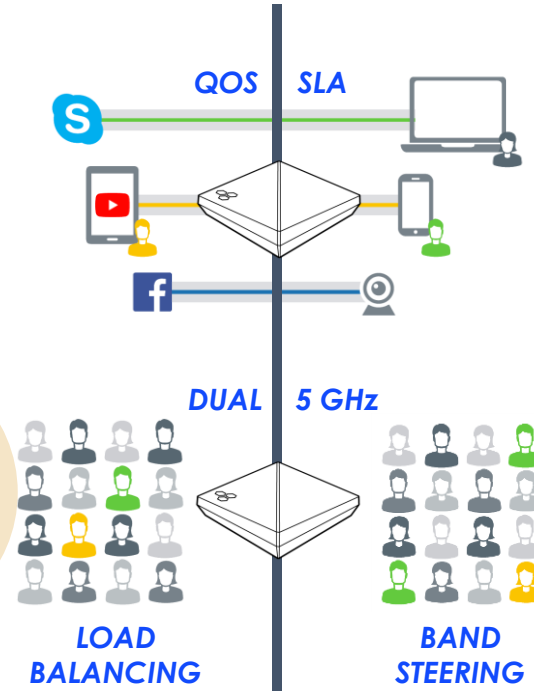 QOS SLA
S
f
DUAL 5 GHz
LOAD
BALANCING
BAND
STEERING